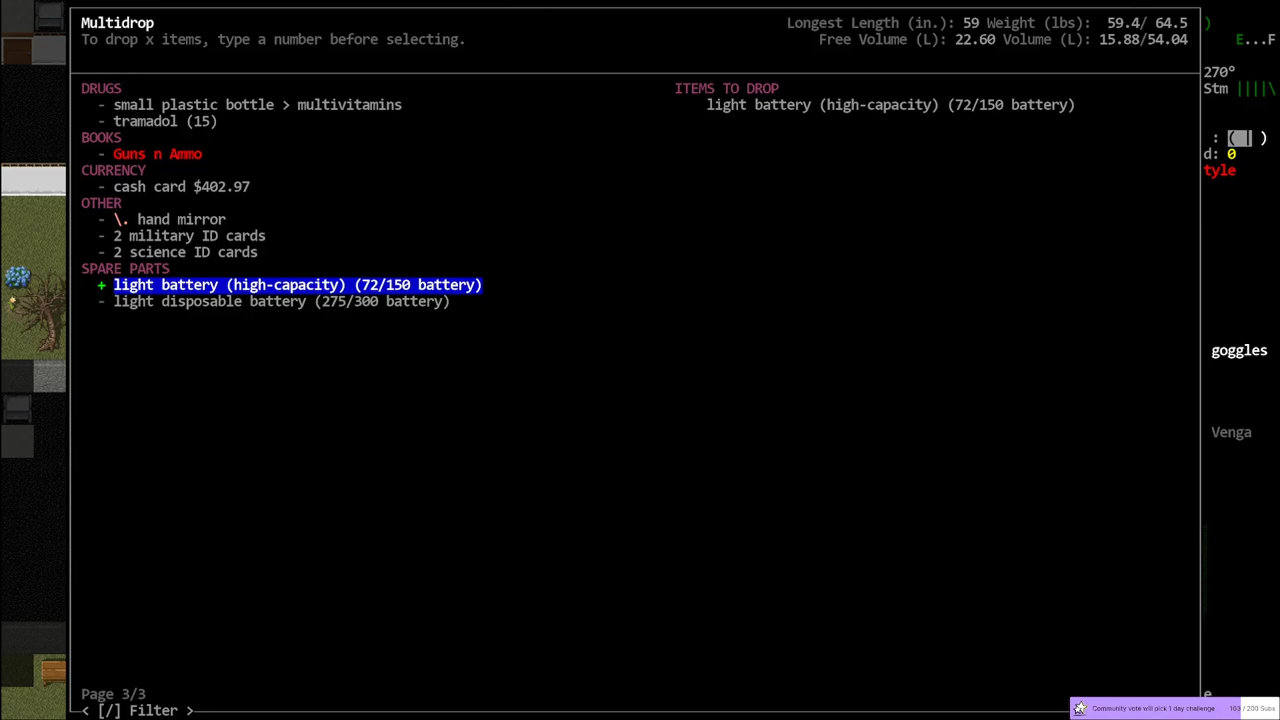 Multidrop
Longest Length (in.): 59 Weight (lbs): 59.4/ 64.5
)
To drop x items, type a number before selecting.
Free Volume (L): 22.60 Volume (L): 15.88/54.04
E...F
270°
DRUGS
ITEMS TO DROP
Stm ||||\
- small plastic bottle > multivitamins
light battery (high-capacity) (72/150 battery)
- tramadol (15)
BOOKS
: (|| )
- Guns n Ammo
d: 0
CURRENCY
tyle
- cash card $402.97
OTHER
- \. hand mirror
- 2 military ID cards
- 2 science ID cards
SPARE PARTS
+ light battery (high-capacity) (72/150 battery)
- light disposable battery (275/300 battery)
goggles
Venga
Page 3/3
e
< [/] Filter >
Community vote will pick 1 day challenge
163 / 200 Subs